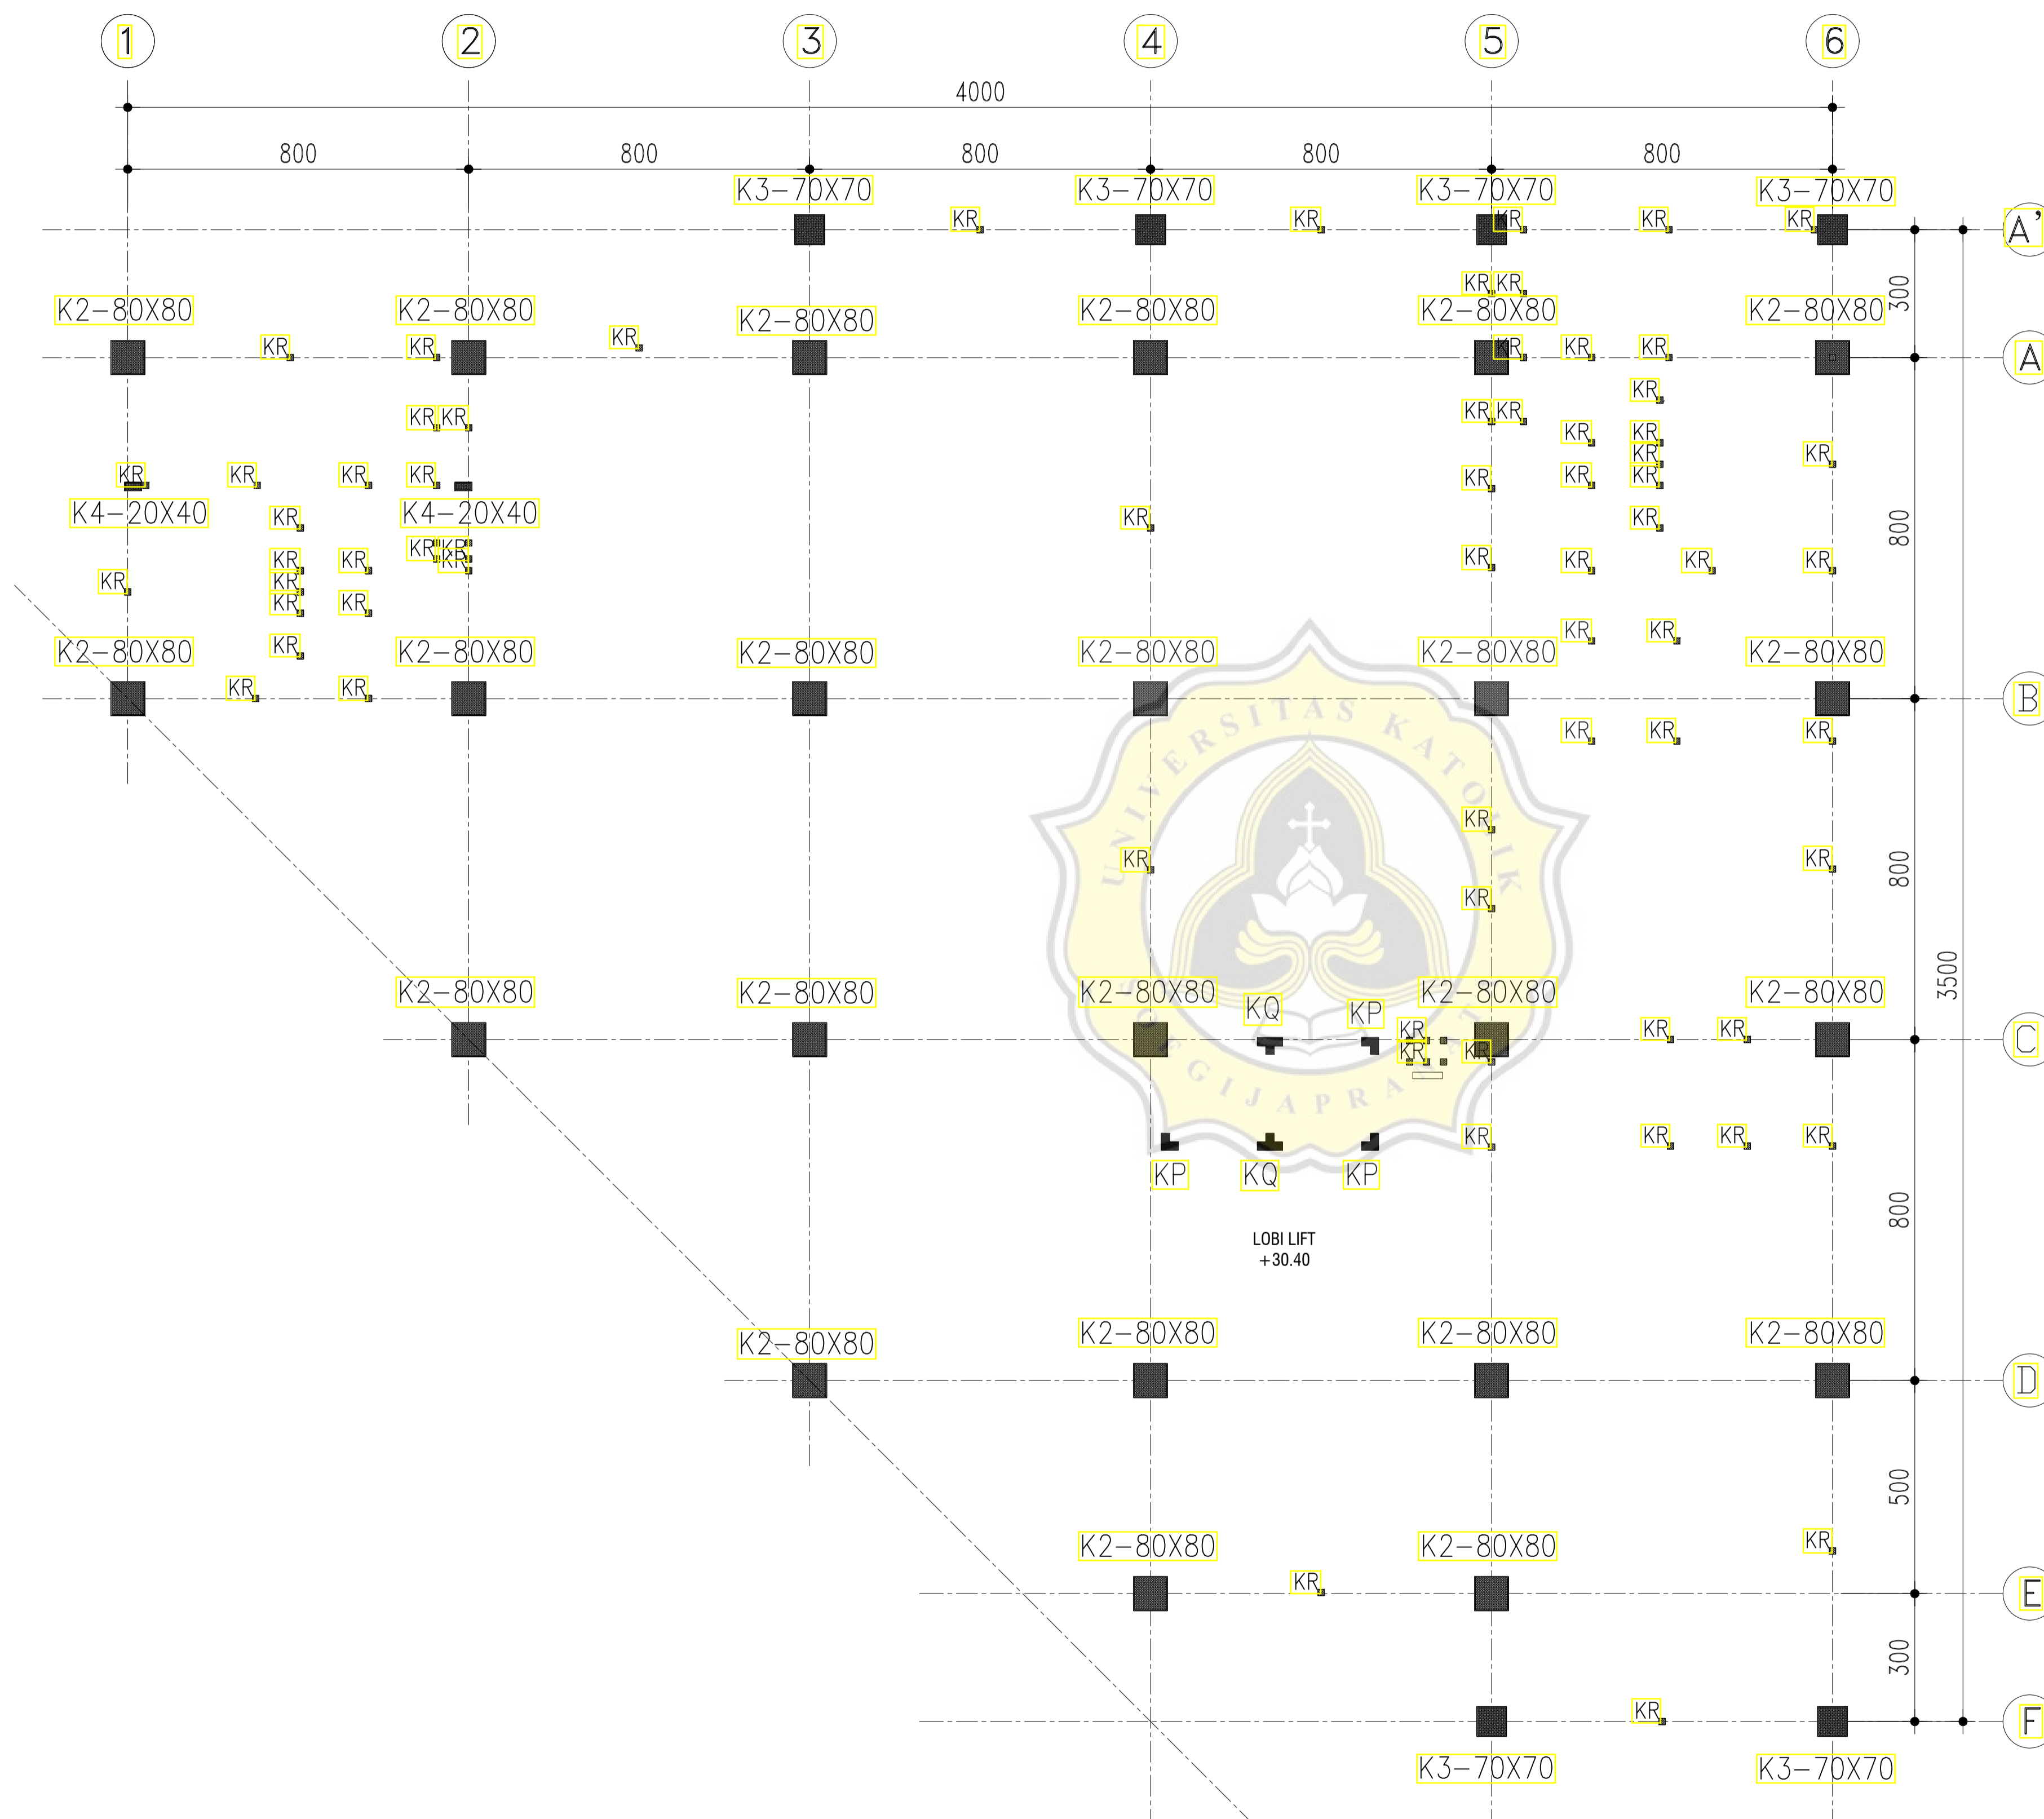 1 2 3 4 5 6
4000
800 800 800 800 800
K3-70X70 K3-70X70 K3-70X70 K3-70X70
KR KR KR KR KR A'
300
KR KR
K2-80X80 K2-80X80 K2-80X80 K2-80X80 K2-80X80 K2-80X80
KR KR KR KR KR KR A
KR
KR KR KR KR
KR KR
KR KR
KR KR KR KR KR KR KR
K4-20X40 K4-20X40
KR KR KR 800
KR KR KR
KR KR KR KR KR KR KR
KR KR
KR KR
KR KR KR
K2-80X80 K2-80X80 K2-80X80 K2-80X80 K2-80X80 K2-80X80
KR KR B
KR KR KR
UNIVERSITAS KATOLIK
KR
KR KR 800
KR
3500
K2-80X80 K2-80X80 K2-80X80 K2-80X80 K2-80X80
KQ KP
KR KR KR C
KR KR
SOEGIJAPRANATA
KR KR KR KR
KP KQ KP
800
LOBI LIFT
+30.40
K2-80X80 K2-80X80 K2-80X80 K2-80X80
D
500
K2-80X80 K2-80X80 KR
KR E
300
KR F
K3-70X70 K3-70X70